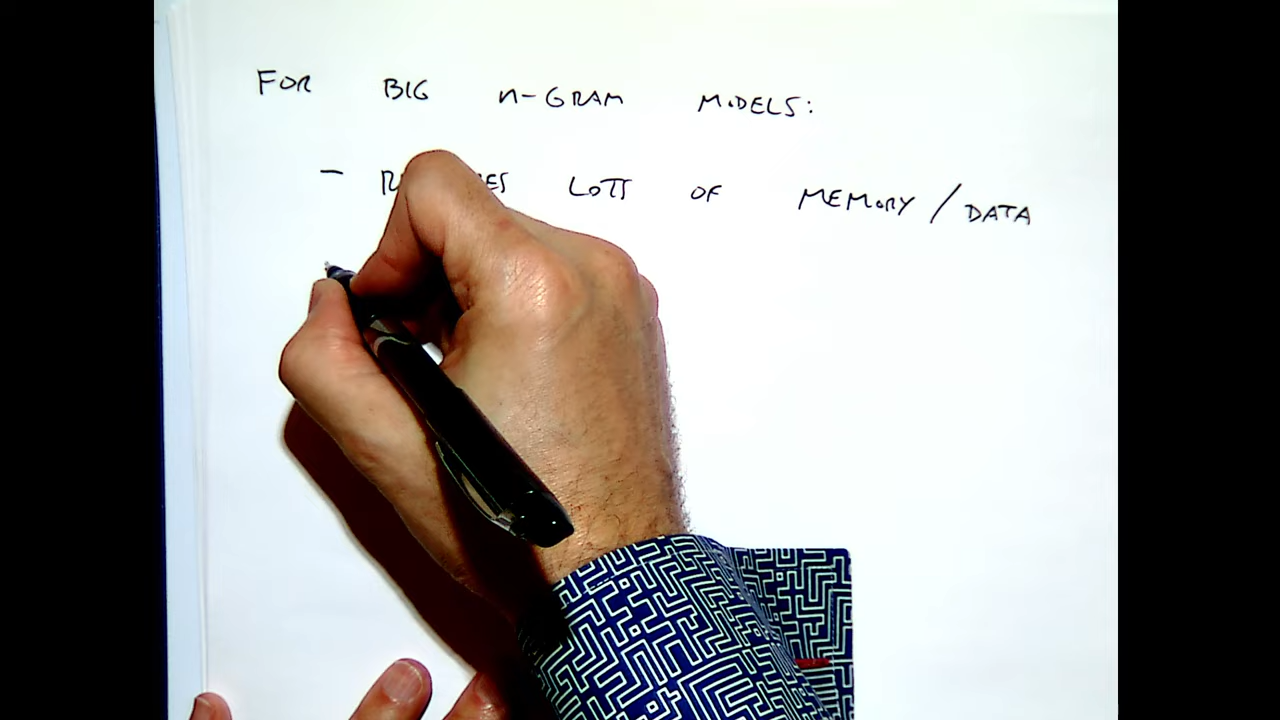 FOR BIG n-GRAM MODELS:
- LOTS OF MEMORY / DATA